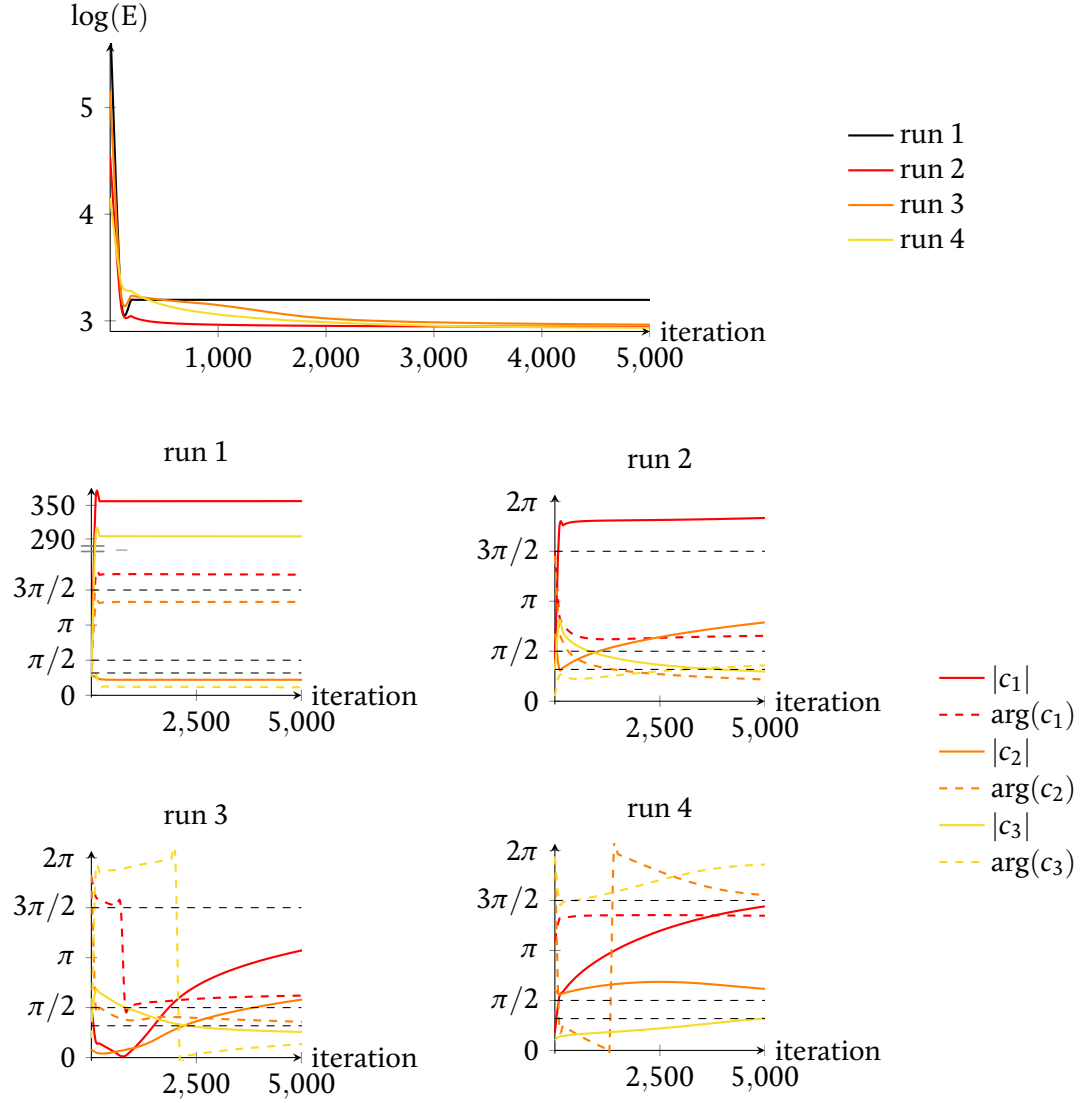 log(E)
5
4
3
1,000 2,000 3,000 4,000 5,000
iteration
run 1
run 2
run 3
run 4
run 1
350
290
3π/2
π
π/2
0
2,500 5,000
iteration
run 2
2π
3π/2
π
π/2
0
2,500 5,000
iteration
run 3
2π
3π/2
π
π/2
0
2,500 5,000
iteration
run 4
2π
3π/2
π
π/2
0
2,500 5,000
iteration
|c₁|
arg(c₁)
|c₂|
arg(c₂)
|c₃|
arg(c₃)